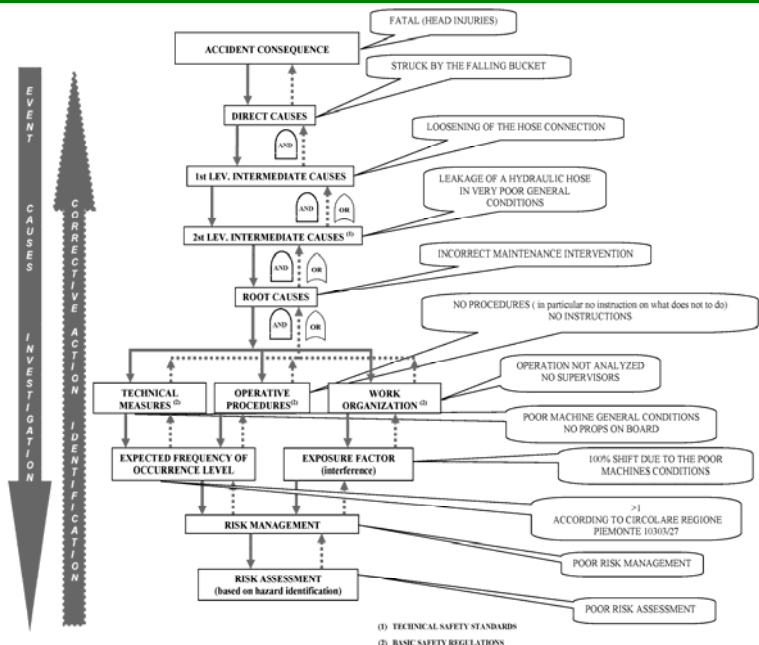 FATAL (HEAD INJURIES)
ACCIDENT CONSEQUENCE
STRUCK BY THE FALLING BUCKET
DIRECT CAUSES
AND
LOOSENING OF THE HOSE CONNECTION
1st LEV. INTERMEDIATE CAUSES
LEAKAGE OF A HYDRAULIC HOSE
IN VERY POOR GENERAL
CONDITIONS
AND
OR
2st LEV. INTERMEDIATE CAUSES (1)
AND
OR
INCORRECT MAINTENANCE INTERVENTION
ROOT CAUSES
AND
OR
NO PROCEDURES ( in particular no instruction on what does not to do)
NO INSTRUCTIONS
OPERATION NOT ANALYZED
NO SUPERVISORS
TECHNICAL
MEASURES (2)
OPERATIVE
PROCEDURES(2)
WORK
ORGANIZATION (2)
POOR MACHINE GENERAL CONDITIONS
NO PROPS ON BOARD
EXPECTED FREQUENCY OF
OCCURRENCE LEVEL
EXPOSURE FACTOR
(interference)
100% SHIFT DUE TO THE POOR
MACHINES CONDITIONS
>1
ACCORDING TO CIRCOLARE REGIONE
PIEMONTE 10303/27
RISK MANAGEMENT
POOR RISK MANAGEMENT
RISK ASSESSMENT
(based on hazard identification)
POOR RISK ASSESSMENT
(1) TECHNICAL SAFETY STANDARDS
(2) BASIC SAFETY REGULATIONS
EVENT CAUSES INVESTIGATION
CORRECTIVE ACTION IDENTIFICATION